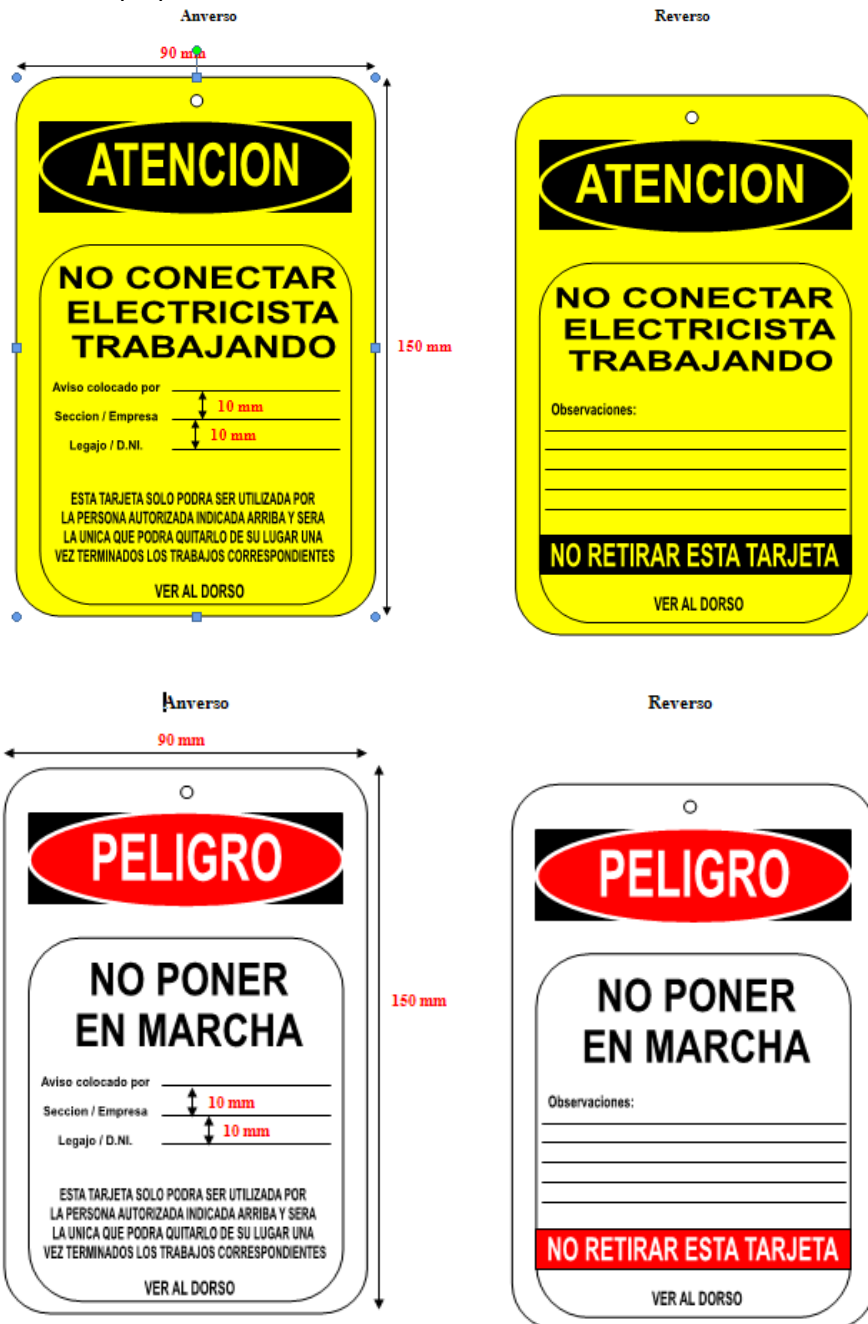 Anverso
90 mm
ATENCION
NO CONECTAR
ELECTRICISTA
TRABAJANDO
150 mm
Aviso colocado por
10 mm
Seccion / Empresa
10 mm
Legajo / D.NI.
ESTA TARJETA SOLO PODRA SER UTILIZADA POR
LA PERSONA AUTORIZADA INDICADA ARRIBA Y SERA
LA UNICA QUE PODRA QUITARLO DE SU LUGAR UNA
VEZ TERMINADOS LOS TRABAJOS CORRESPONDIENTES
VER AL DORSO
Reverso
ATENCION
NO CONECTAR
ELECTRICISTA
TRABAJANDO
Observaciones:
NO RETIRAR ESTA TARJETA
VER AL DORSO
Anverso
90 mm
PELIGRO
NO PONER
EN MARCHA
150 mm
Aviso colocado por
10 mm
Seccion / Empresa
10 mm
Legajo / D.NI.
ESTA TARJETA SOLO PODRA SER UTILIZADA POR
LA PERSONA AUTORIZADA INDICADA ARRIBA Y SERA
LA UNICA QUE PODRA QUITARLO DE SU LUGAR UNA
VEZ TERMINADOS LOS TRABAJOS CORRESPONDIENTES
VER AL DORSO
Reverso
PELIGRO
NO PONER
EN MARCHA
Observaciones:
NO RETIRAR ESTA TARJETA
VER AL DORSO